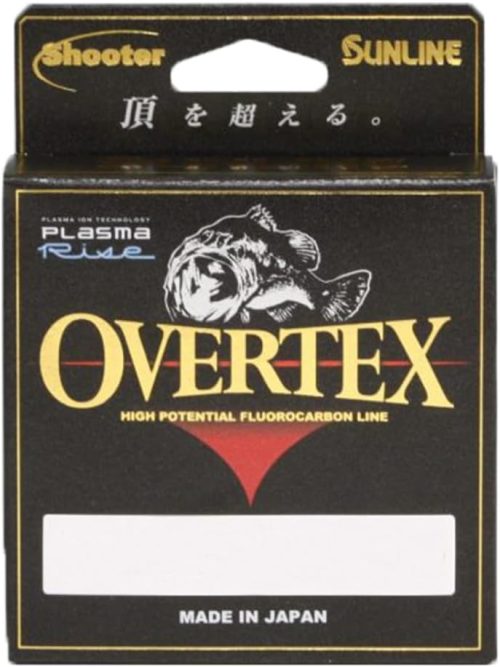 Shooter SUNLINE
頂を超える。
PLASMA ION TECHNOLOGY
PLASMA
Rise
OVERTEX
HIGH POTENTIAL FLUOROCARBON LINE
MADE IN JAPAN